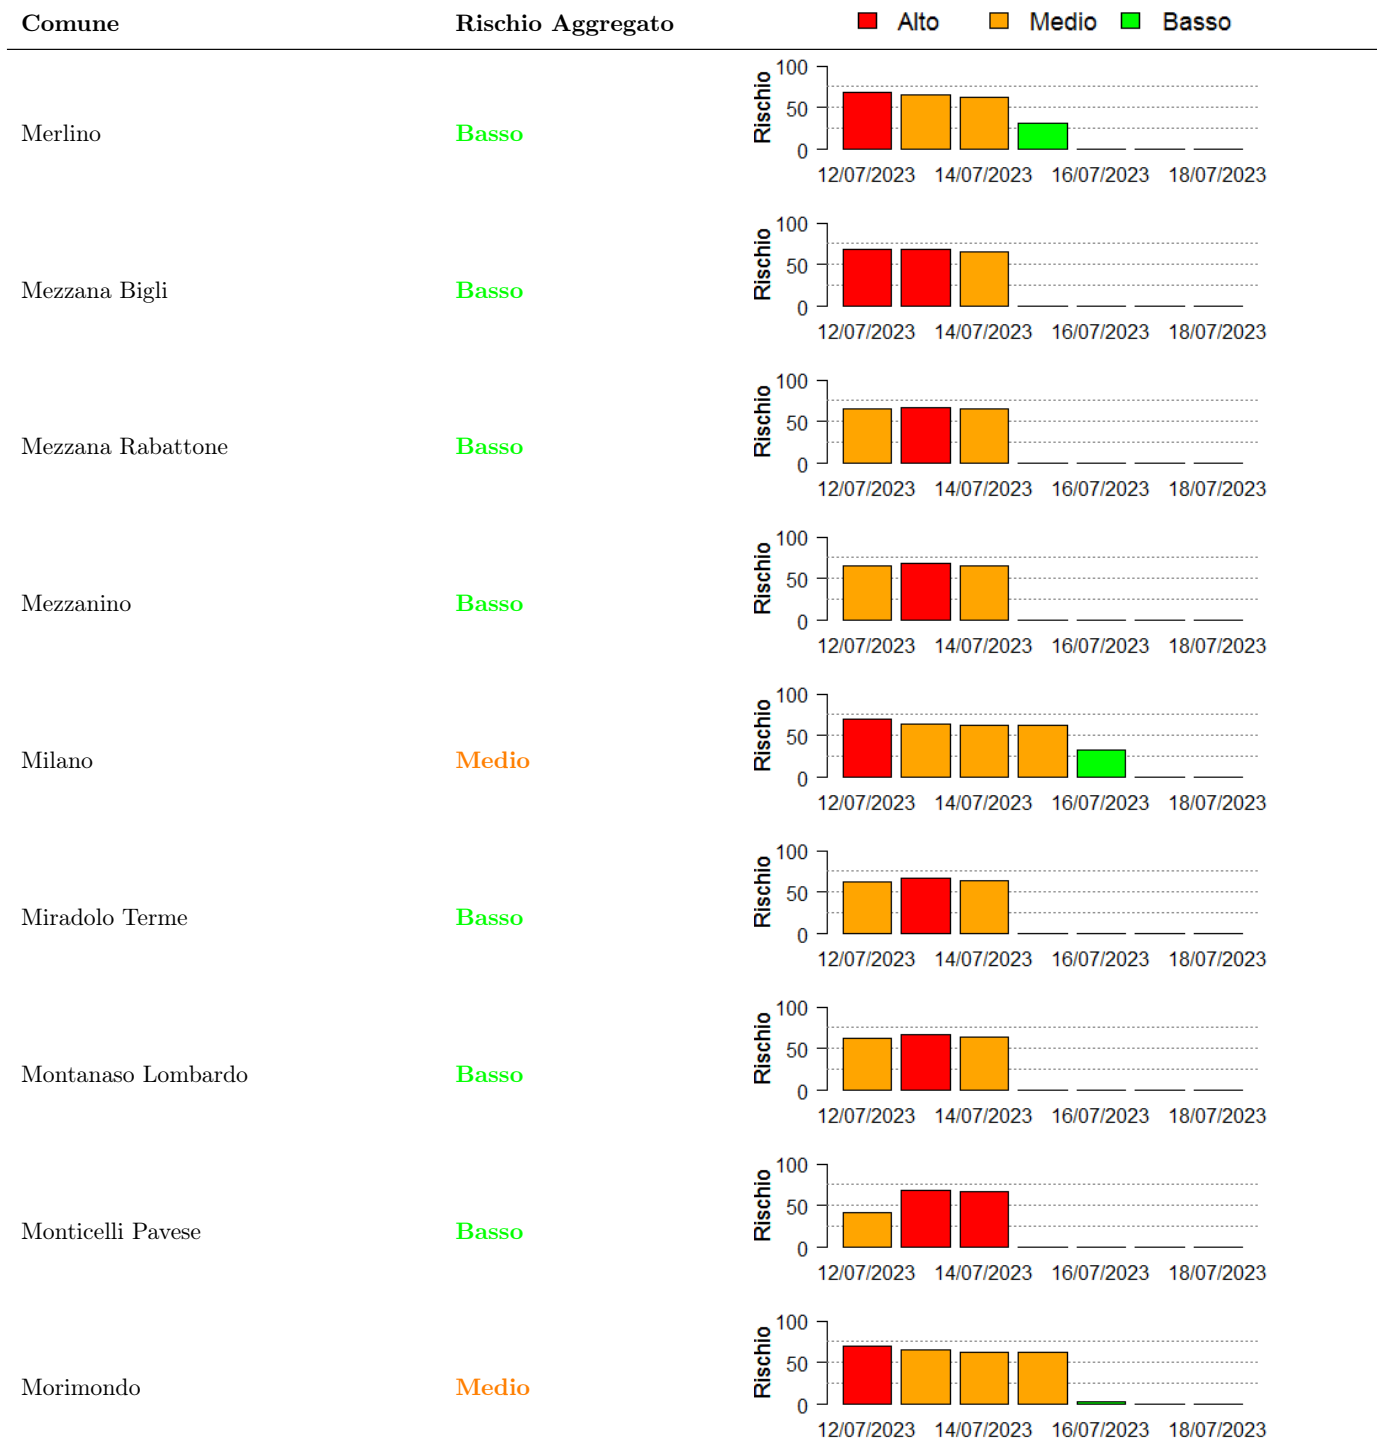 Comune Rischio Aggregato Alto Medio Basso
100
50
0
Rischio
Merlino Basso
12/07/2023 14/07/2023 16/07/2023 18/07/2023
100
50
0
Rischio
Mezzana Bigli Basso
12/07/2023 14/07/2023 16/07/2023 18/07/2023
100
50
0
Rischio
Mezzana Rabattone Basso
12/07/2023 14/07/2023 16/07/2023 18/07/2023
100
50
0
Rischio
Mezzanino Basso
12/07/2023 14/07/2023 16/07/2023 18/07/2023
100
50
0
Rischio
Milano Medio
12/07/2023 14/07/2023 16/07/2023 18/07/2023
100
50
0
Rischio
Miradolo Terme Basso
12/07/2023 14/07/2023 16/07/2023 18/07/2023
100
50
0
Rischio
Montanaso Lombardo Basso
12/07/2023 14/07/2023 16/07/2023 18/07/2023
100
50
0
Rischio
Monticelli Pavese Basso
12/07/2023 14/07/2023 16/07/2023 18/07/2023
100
50
0
Rischio
Morimondo Medio
12/07/2023 14/07/2023 16/07/2023 18/07/2023